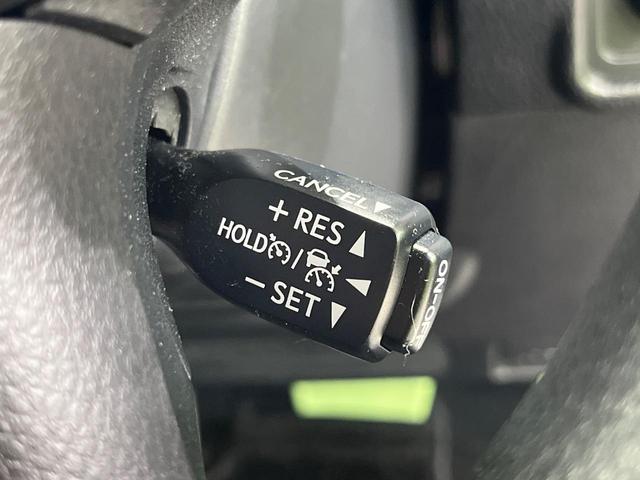 CANCEL
+ RES
HOLD /
– SET
ON-OFF